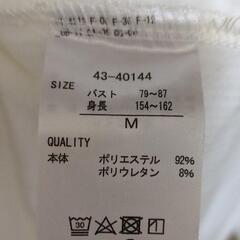 SIZE 43-40144
バスト 79~87
身長 154~162
M
QUALITY
本体 ポリエステル 92%
ポリウレタン 8%
30